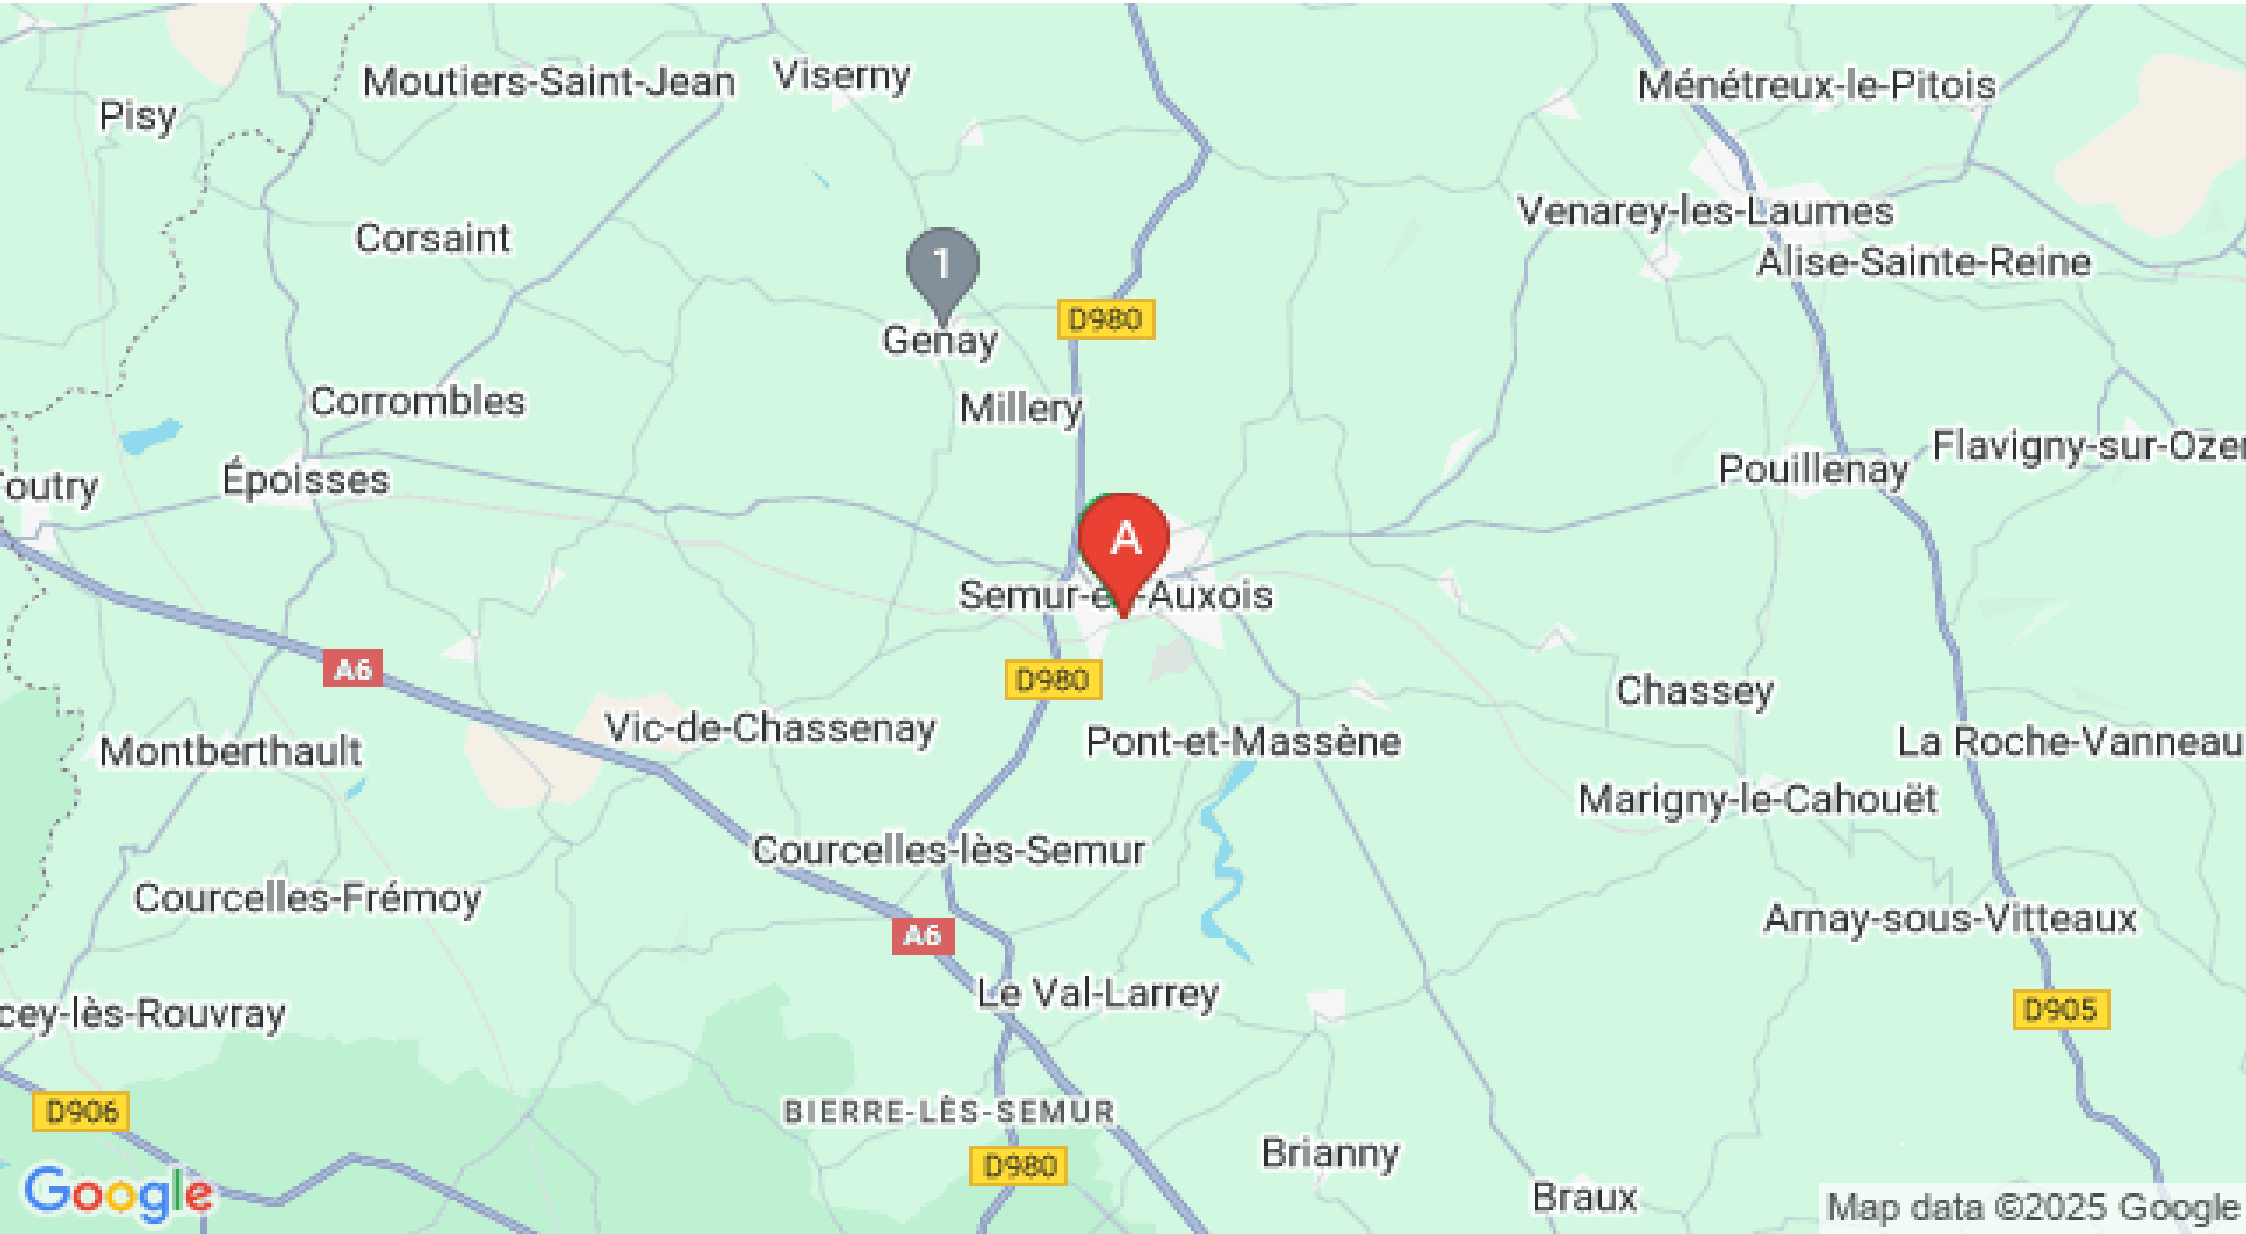 Moutiers-Saint-Jean
Viserny
Ménétreux-le-Pitois
Pisy
Venarey-les-Laumes
Corsaint
Alise-Sainte-Reine
1
D980
Genay
Corrombles
Millery
Flavigny-sur-Ozer
Pouillenay
Époisses
outry
A
Semur-en-Auxois
A6
D980
Chassey
Vic-de-Chassenay
Pont-et-Massène
La Roche-Vanneau
Montberthault
Marigny-le-Cahouët
Courcelles-lès-Semur
Courcelles-Frémoy
Arnay-sous-Vitteaux
A6
Le Val-Larrey
D905
cey-lès-Rouvray
D906
BIERRE-LÈS-SEMUR
Brianny
D980
Braux
Google
Map data ©2025 Google